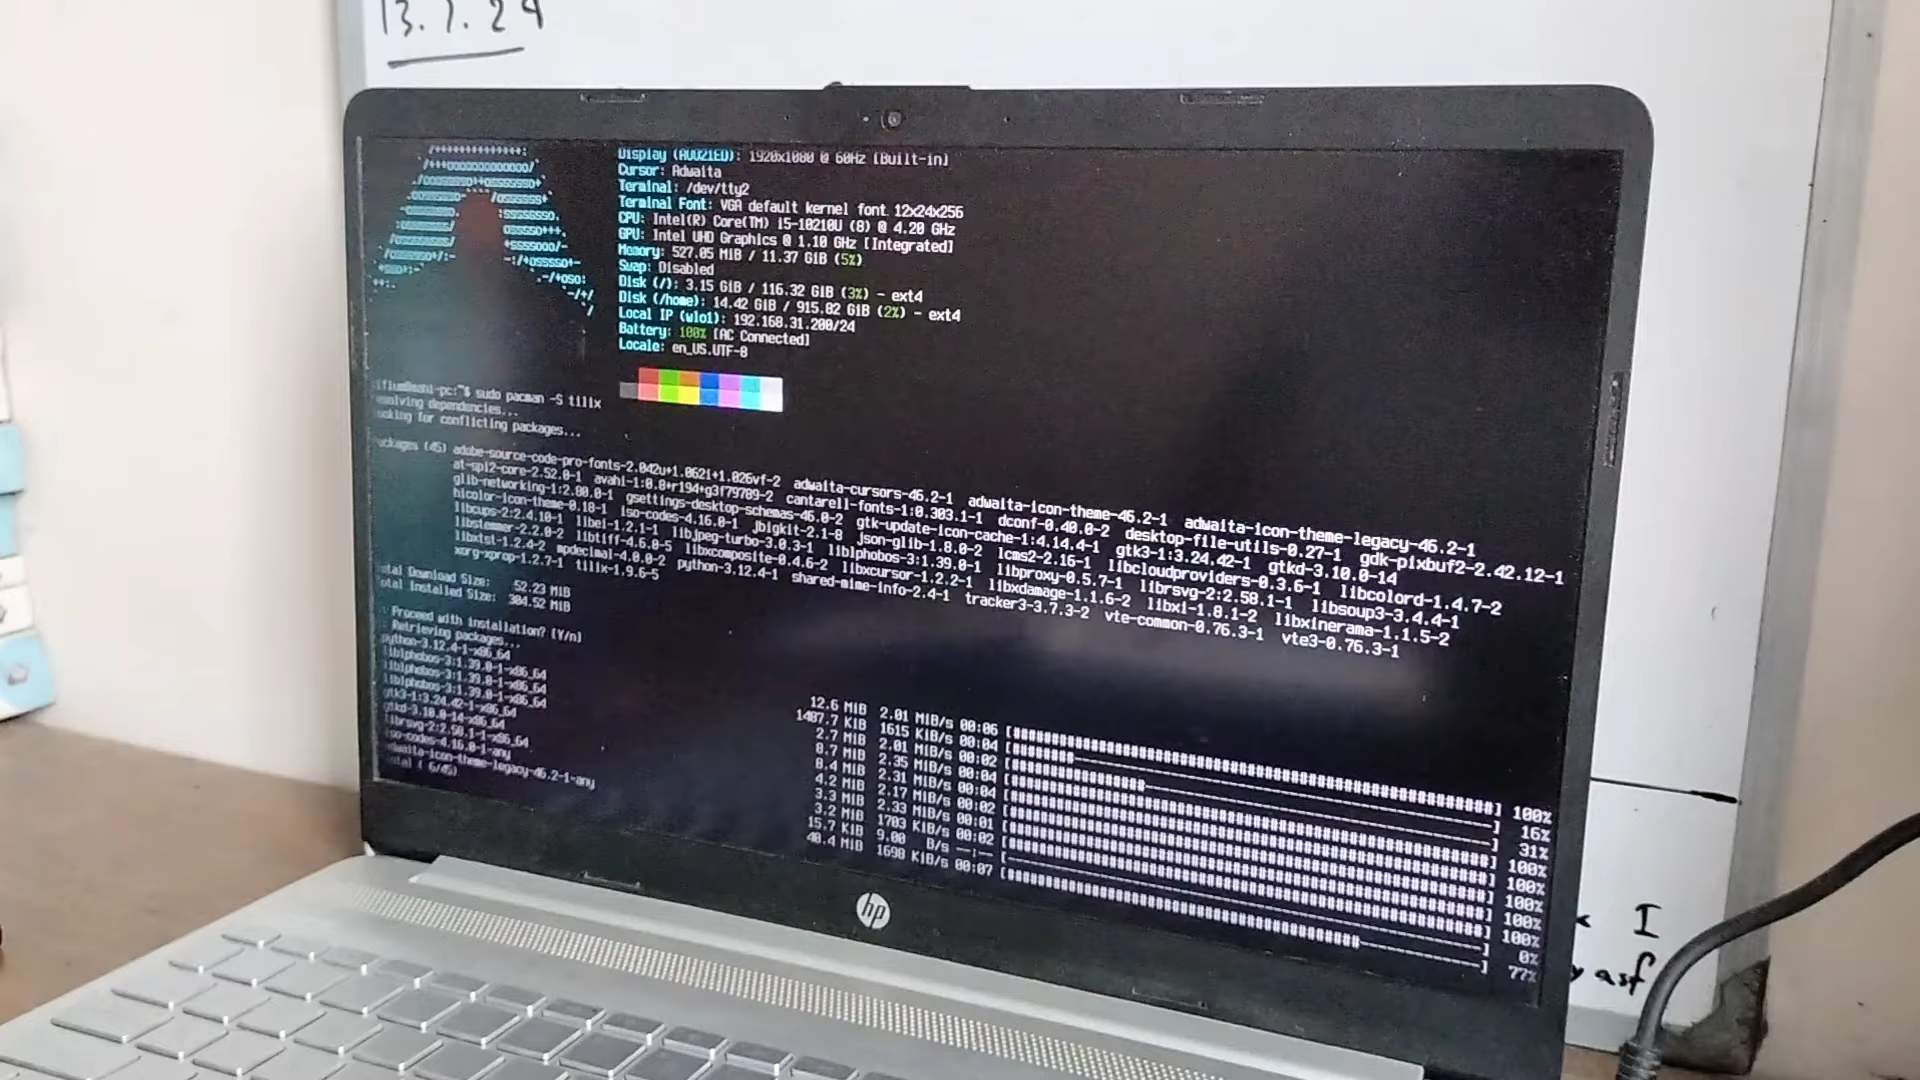 13.7.24
Display (AUO21ED): 1920x1080 @ 60Hz [Built-in]
Cursor: Adwaita
Terminal: /dev/tty2
Terminal Font: VGA default kernel font 12x24x256
CPU: Intel(R) Core(TM) i5-10210U (8) @ 4.20 GHz
GPU: Intel UHD Graphics @ 1.10 GHz [Integrated]
Memory: 527.05 MiB / 11.37 GiB (5%)
Swap: Disabled
Disk (/): 3.15 GiB / 116.32 GiB (3%) - ext4
Disk (/home): 14.42 GiB / 915.82 GiB (2%) - ext4
Local IP (wlo1): 192.168.31.200/24
Battery: 100% [AC Connected]
Locale: en_US.UTF-8
sudo pacman -S tilix
resolving dependencies...
looking for conflicting packages...
Packages (45) adobe-source-code-pro-fonts-2.042u+1.062i+1.026vf-2 adwaita-cursors-46.2-1 adwaita-icon-theme-46.2-1 adwaita-icon-theme-legacy-46.2-1
at-spi2-core-2.52.0-1 avahi-1:0.8+r194+g3f79789-2 cantarell-fonts-1:0.303.1-1 dconf-0.40.0-2 desktop-file-utils-0.27-1 gdk-pixbuf2-2.42.12-1
glib-networking-1:2.80.0-1 gsettings-desktop-schemas-46.0-2 gtk-update-icon-cache-1:4.14.4-1 gtk3-1:3.24.42-1 gtkd-3.10.0-14
hicolor-icon-theme-0.18-1 iso-codes-4.16.0-1 jbigkit-2.1-8 json-glib-1.8.0-2 lcms2-2.16-1 libcloudproviders-0.3.6-1 libcolord-1.4.7-2
libcups-2:2.4.10-1 libei-1.2.1-1 libjpeg-turbo-3.0.3-1 liblphobos-3:1.39.0-1 libproxy-0.5.7-1 librsvg-2:2.58.1-1 libsoup3-3.4.4-1
libstemmer-2.2.0-2 libtiff-4.6.0-5 libxcomposite-0.4.6-2 libxcursor-1.2.2-1 libxdamage-1.1.6-2 libxi-1.8.1-2 libxinerama-1.1.5-2
libxtst-1.2.4-2 mpdecimal-4.0.0-2 python-3.12.4-1 shared-mime-info-2.4-1 tracker3-3.7.3-2 vte-common-0.76.3-1 vte3-0.76.3-1
xorg-xprop-1.2.7-1 tilix-1.9.6-5
Total Download Size: 52.23 MiB
Total Installed Size: 304.52 MiB
: Proceed with installation? [Y/n]
: Retrieving packages...
python-3.12.4-1-x86_64 12.6 MiB 2.01 MiB/s 00:06 100%
liblphobos-3:1.39.0-1-x86_64 1487.7 KiB 1615 KiB/s 00:04 16%
liblphobos-3:1.39.0-1-x86_64 2.7 MiB 2.01 MiB/s 00:02 31%
liblphobos-3:1.39.0-1-x86_64 8.7 MiB 2.35 MiB/s 00:04 100%
gtk3-1:3.24.42-1-x86_64 8.4 MiB 2.31 MiB/s 00:04 100%
gtkd-3.10.0-14-x86_64 4.2 MiB 2.17 MiB/s 00:02 100%
librsvg-2:2.58.1-1-x86_64 3.3 MiB 2.33 MiB/s 00:01 100%
iso-codes-4.16.0-1-any 3.2 MiB 1703 KiB/s 00:02 100%
adwaita-icon-theme-legacy-46.2-1-any 15.7 KiB 9.00 B/s --:-- 0%
Total ( 6/45) 40.4 MiB 1698 KiB/s 00:07 77%
hp
I